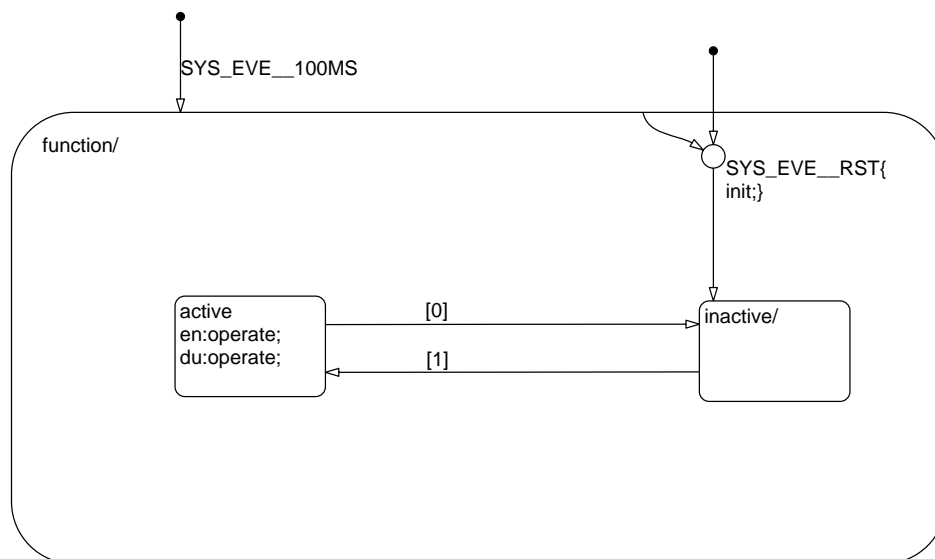 SYS_EVE__100MS
function/
SYS_EVE__RST{
init;}
active
en:operate;
du:operate;
[0]
inactive/
[1]